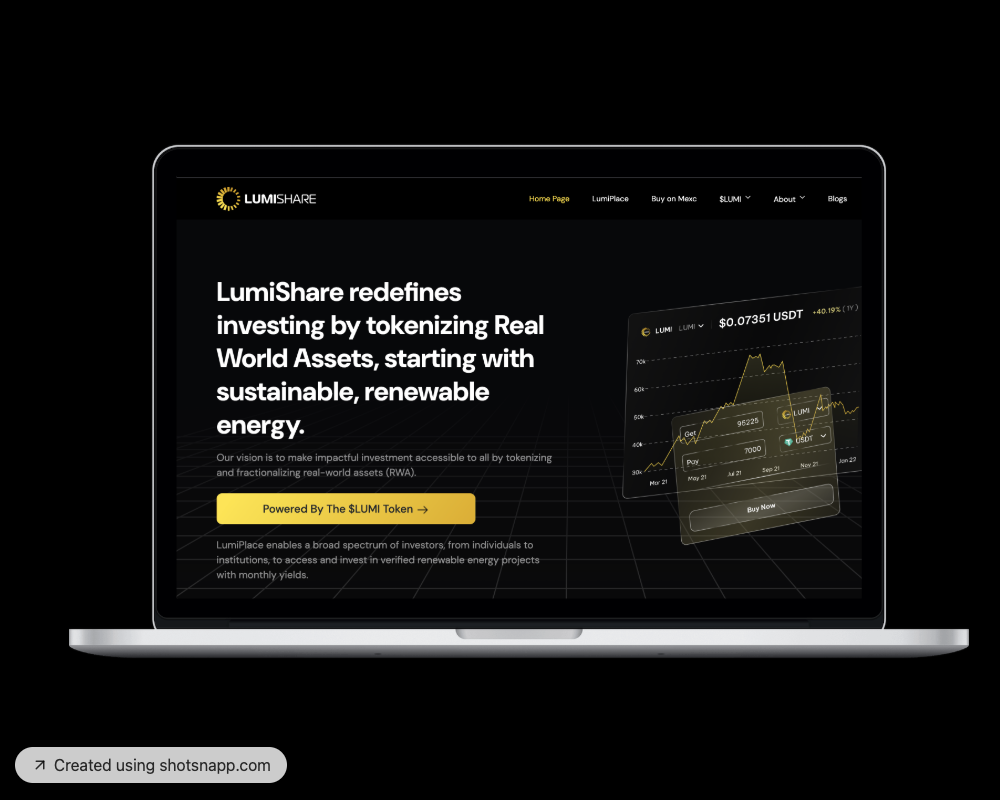 LUMISHARE
Home Page
LumiPlace
Buy on Mexc
$LUMI
About
Blogs
LumiShare redefines
investing by tokenizing Real
World Assets, starting with
sustainable, renewable
energy.
Our vision is to make impactful investment accessible to all by tokenizing
and fractionalizing real-world assets (RWA).
Powered By The $LUMI Token →
LumiPlace enables a broad spectrum of investors, from individuals to
institutions, to access and invest in verified renewable energy projects
with monthly yields.
LUMI LUMI $0.07351 USDT +40.19% ( 1Y )
70k
60k
50k
40k
30k
Mar 21 May 21 Jul 21 Sep 21 Nov 21 Jan 22
Get 95225 LUMI
Pay 7000 USDT
Buy Now
Created using shotsnapp.com